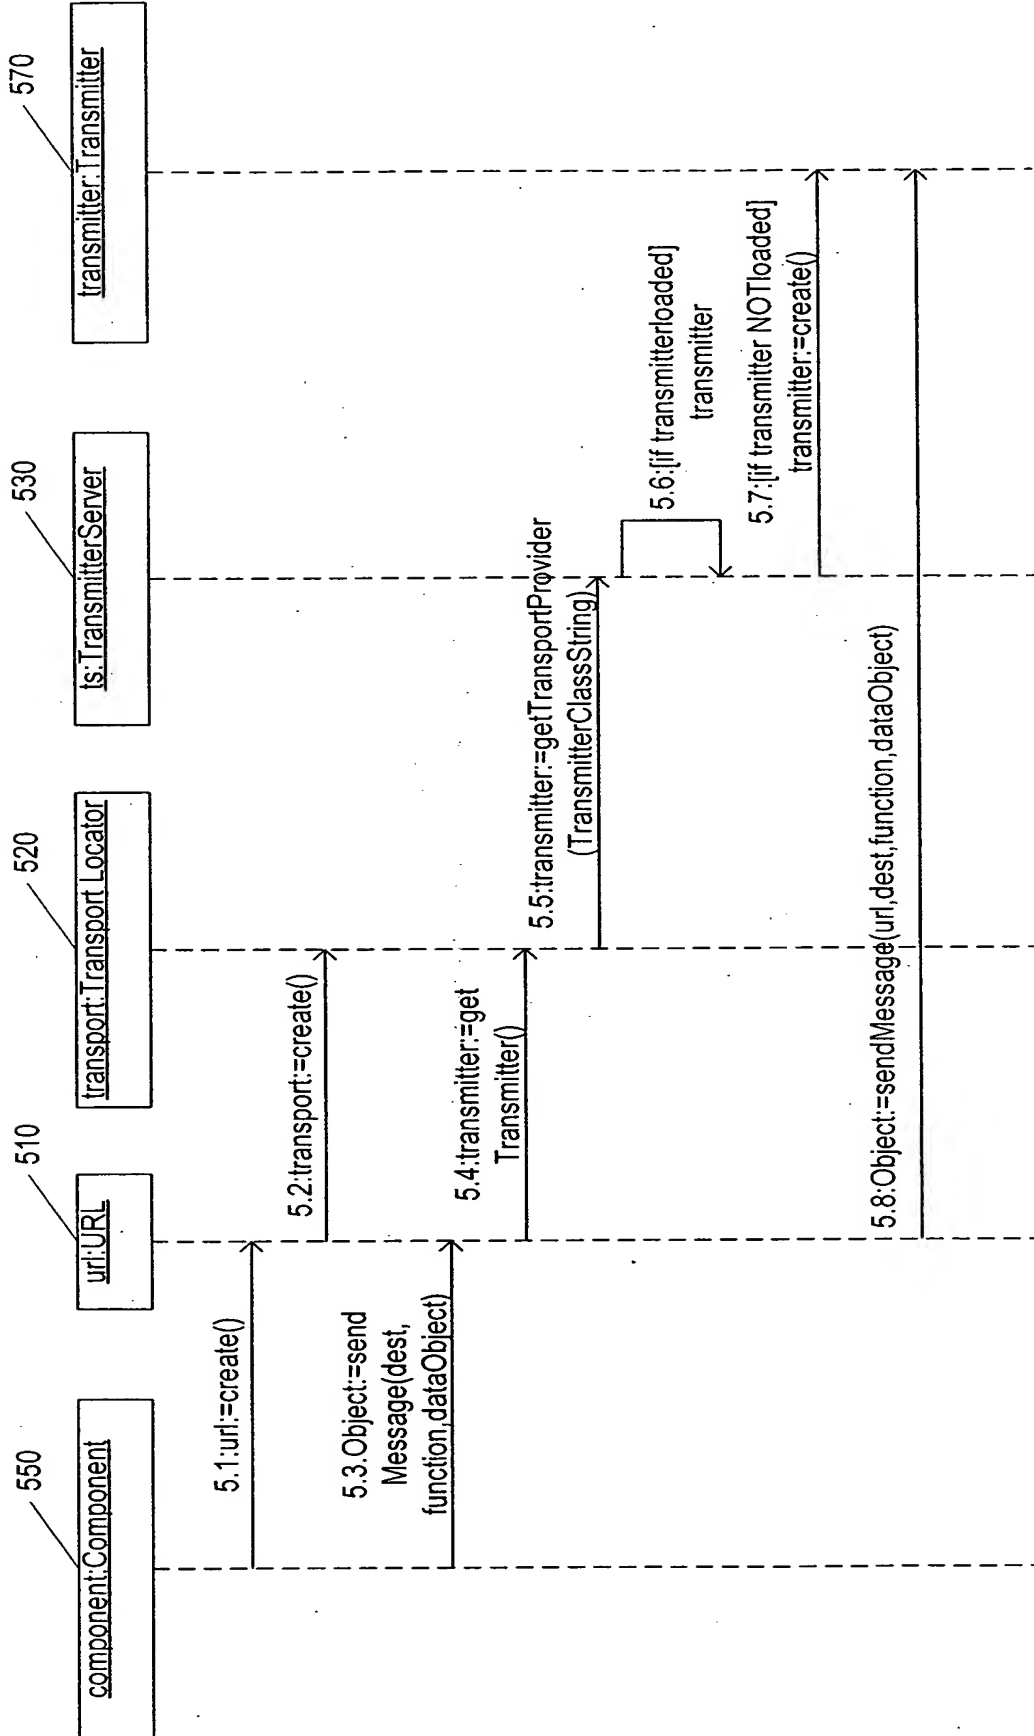 550
510
520
530
570
component:Component
url:URL
transport:Transport Locator
ts:TransmitterServer
transmitter:Transmitter
5.1:url:=create()
5.2:transport:=create()
5.3.Object:=send
Message(dest,
function,dataObject)
5.4:transmitter:=get
Transmitter()
5.5:transmitter:=getTransportProvider
(TransmitterClassString)
5.6:[if transmitterloaded]
transmitter
5.7:[if transmitter NOTloaded]
transmitter:=create()
5.8:Object:=sendMessage(url,dest,function,dataObject)